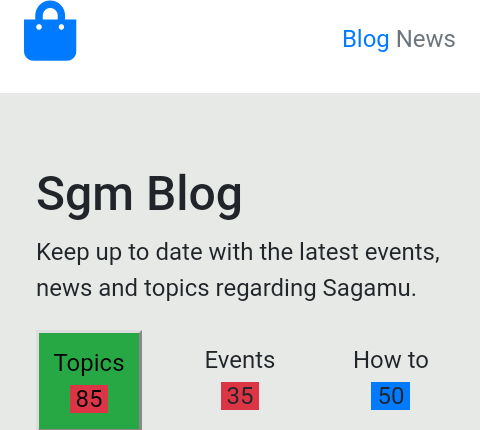 Blog News
Sgm Blog
Keep up to date with the latest events,
news and topics regarding Sagamu.
Topics Events How to
85 35 50